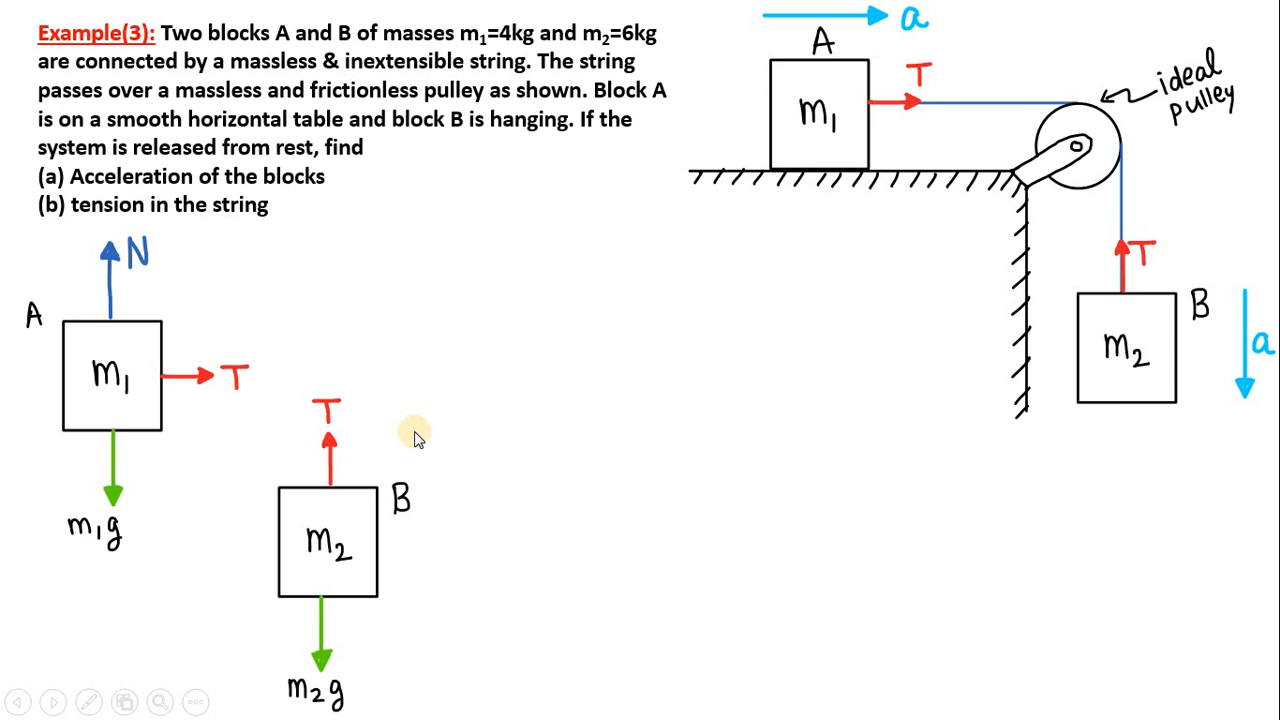 Example(3): Two blocks A and B of masses m₁=4kg and m₂=6kg
are connected by a massless & inextensible string. The string
passes over a massless and frictionless pulley as shown. Block A
is on a smooth horizontal table and block B is hanging. If the
system is released from rest, find
(a) Acceleration of the blocks
(b) tension in the string
a
A
T
m₁
ideal
pulley
T
B
m₂
a
N
A
m₁
T
m₁g
T
B
m₂
m₂g